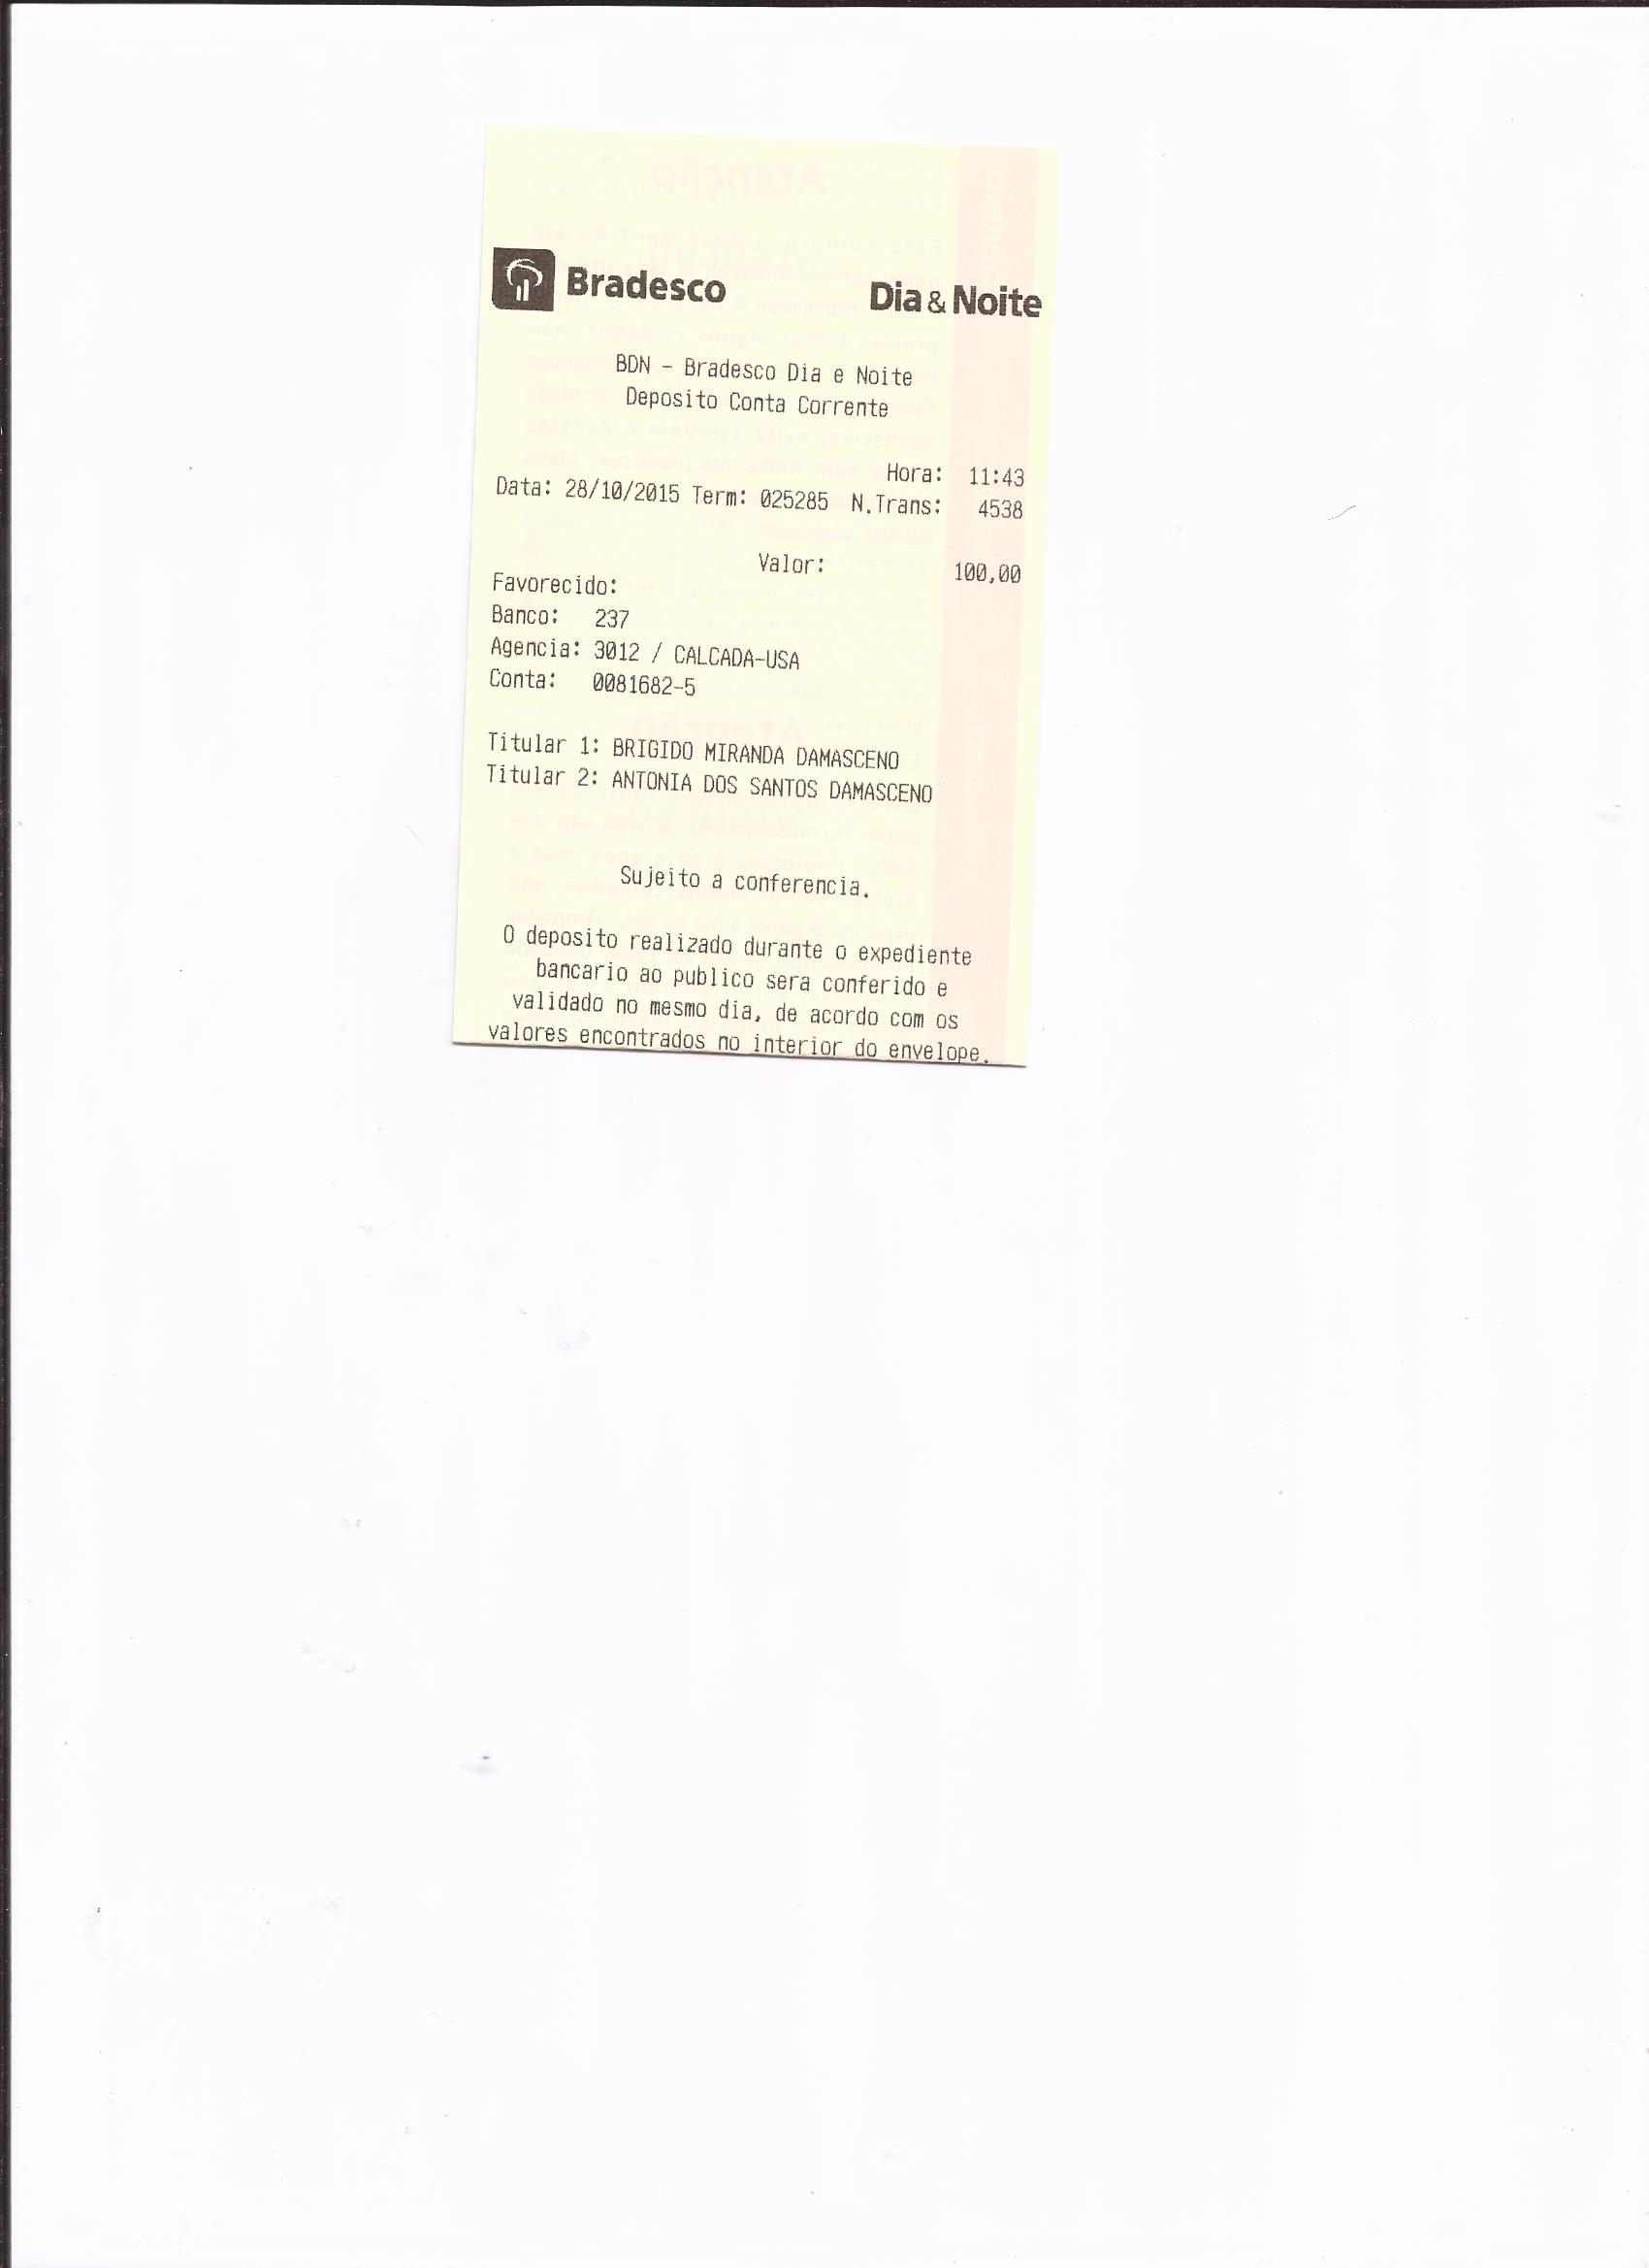 Bradesco Dia & Noite
BDN - Bradesco Dia e Noite
Deposito Conta Corrente
Hora: 11:43
Data: 28/10/2015 Term: 025285 N.Trans: 4538
Valor: 100,00
Favorecido:
Banco: 237
Agencia: 3012 / CALCADA-USA
Conta: 0081682-5
Titular 1: BRIGIDO MIRANDA DAMASCENO
Titular 2: ANTONIA DOS SANTOS DAMASCENO
Sujeito a conferencia.
O deposito realizado durante o expediente
bancario ao publico sera conferido e
validado no mesmo dia, de acordo com os
valores encontrados no interior do envelope.